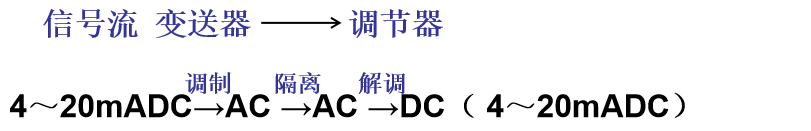 信号流 变送器 → 调节器
调制 隔离 解调
4～20mADC→AC →AC →DC（ 4～20mADC）